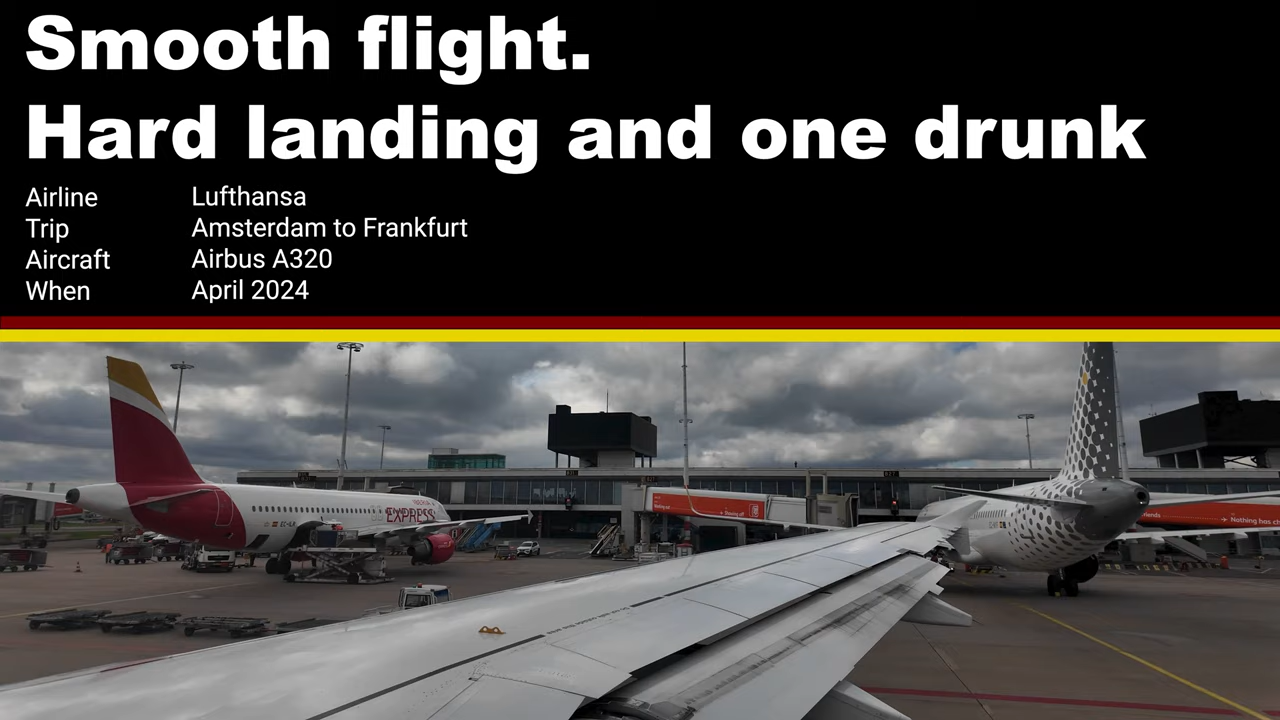 Smooth flight.
Hard landing and one drunk
Airline Lufthansa
Trip Amsterdam to Frankfurt
Aircraft Airbus A320
When April 2024
EXPRESS
Nothing has